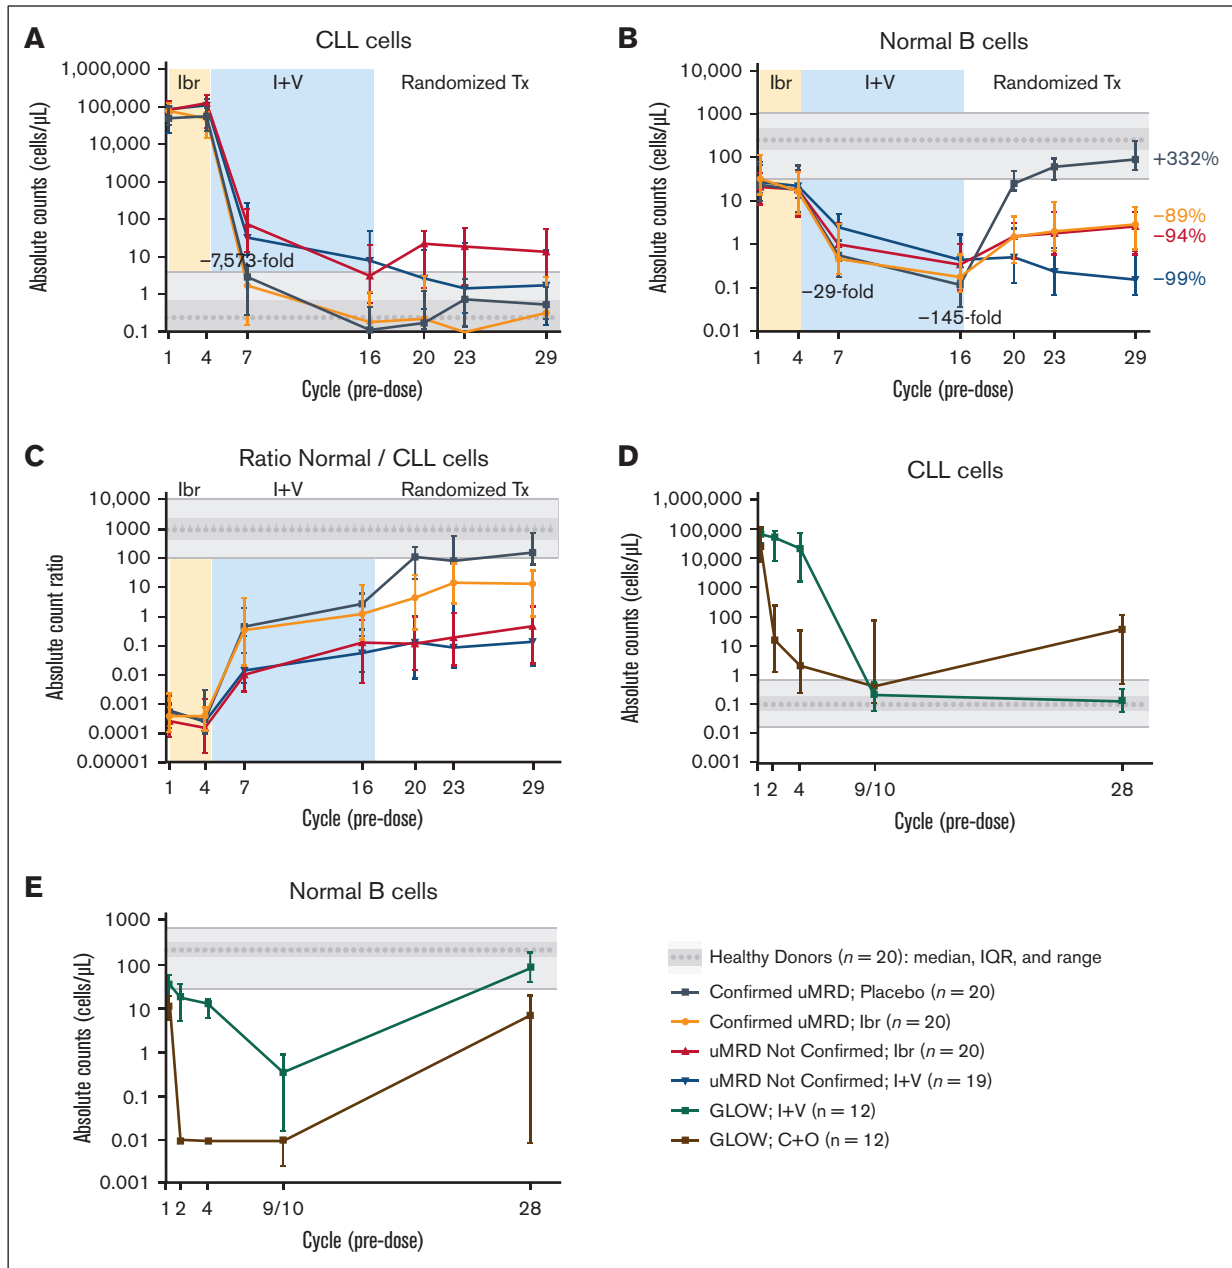 A
CLL cells
Absolute counts (cells/μL)
1,000,000
100,000
10,000
1000
100
10
1
0.1
Ibr
I+V
Randomized Tx
−7,573-fold
1 4 7 16 20 23 29
Cycle (pre-dose)
B
Normal B cells
Absolute counts (cells/μL)
10,000
1000
100
10
1
0.1
0.01
Ibr
I+V
Randomized Tx
+332%
−89%
−94%
−99%
−29-fold
−145-fold
1 4 7 16 20 23 29
Cycle (pre-dose)
C
Ratio Normal / CLL cells
Absolute count ratio
Ibr
I+V
Randomized Tx
10,000
1000
100
10
1
0.1
0.01
0.001
0.0001
0.00001
1 4 7 16 20 23 29
Cycle (pre-dose)
D
CLL cells
Absolute counts (cells/μL)
1,000,000
100,000
10,000
1000
100
10
1
0.1
0.01
0.001
1 2 4 9/10 28
Cycle (pre-dose)
E
Normal B cells
Absolute counts (cells/μL)
1000
100
10
1
0.1
0.01
0.001
1 2 4 9/10 28
Cycle (pre-dose)
Healthy Donors (n = 20): median, IQR, and range
Confirmed uMRD; Placebo (n = 20)
Confirmed uMRD; Ibr (n = 20)
uMRD Not Confirmed; Ibr (n = 20)
uMRD Not Confirmed; I+V (n = 19)
GLOW; I+V (n = 12)
GLOW; C+O (n = 12)